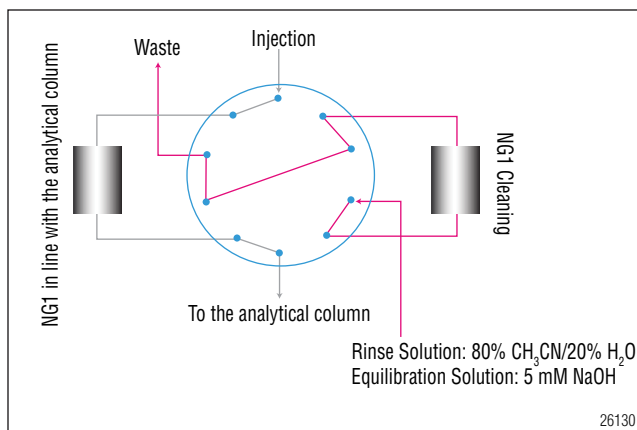 Injection
Waste
NG1 in line with the analytical column
NG1 Cleaning
To the analytical column
Rinse Solution: 80% CH₃CN/20% H₂O
Equilibration Solution: 5 mM NaOH
26130